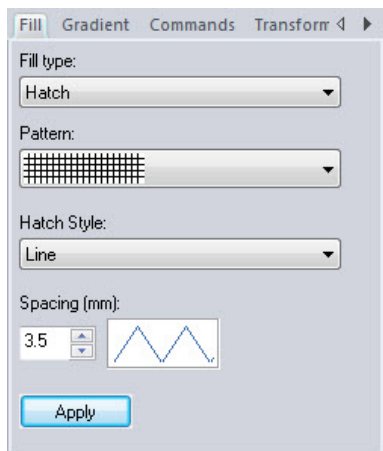 Fill Gradient Commands Transform
Fill type:
Hatch
Pattern:
Hatch Style:
Line
Spacing (mm):
3.5
Apply